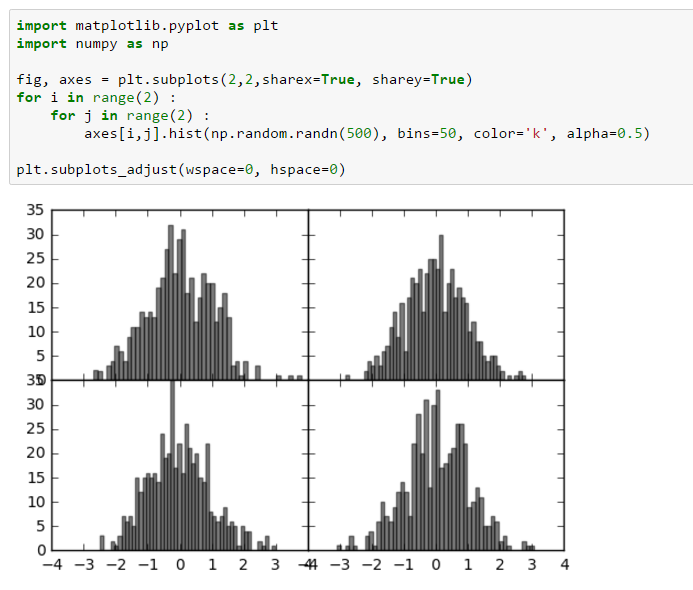 import matplotlib.pyplot as plt
import numpy as np
fig, axes = plt.subplots(2,2,sharex=True, sharey=True)
for i in range(2) :
    for j in range(2) :
        axes[i,j].hist(np.random.randn(500), bins=50, color='k', alpha=0.5)
plt.subplots_adjust(wspace=0, hspace=0)
35
30
25
20
15
10
5
0
35
30
25
20
15
10
5
0
−4 −3 −2 −1 0 1 2 3 4
−4 −3 −2 −1 0 1 2 3 4